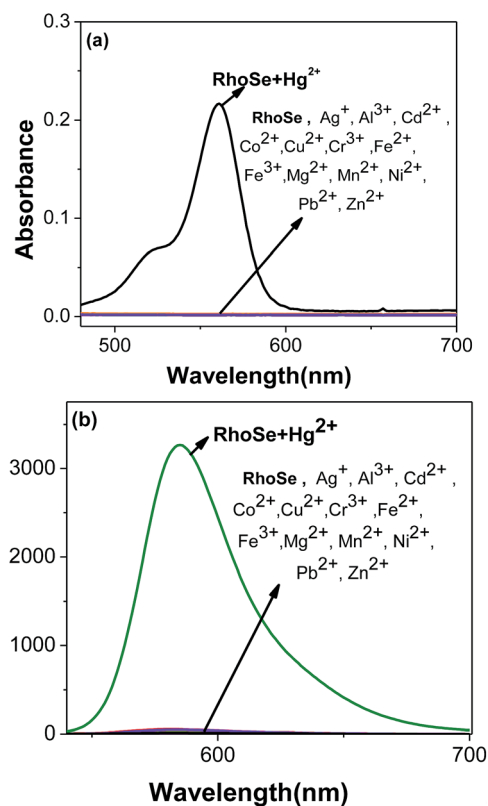 (a)
0.3
0.2
0.1
0.0
Absorbance
RhoSe+Hg²⁺
RhoSe , Ag⁺, Al³⁺, Cd²⁺ ,
Co²⁺,Cu²⁺,Cr³⁺,Fe²⁺,
Fe³⁺,Mg²⁺, Mn²⁺, Ni²⁺,
Pb²⁺, Zn²⁺
500
600
700
Wavelength(nm)
(b)
3000
2000
1000
0
RhoSe+Hg²⁺
RhoSe , Ag⁺, Al³⁺, Cd²⁺ ,
Co²⁺,Cu²⁺,Cr³⁺,Fe²⁺,
Fe³⁺,Mg²⁺, Mn²⁺, Ni²⁺,
Pb²⁺, Zn²⁺
600
700
Wavelength(nm)